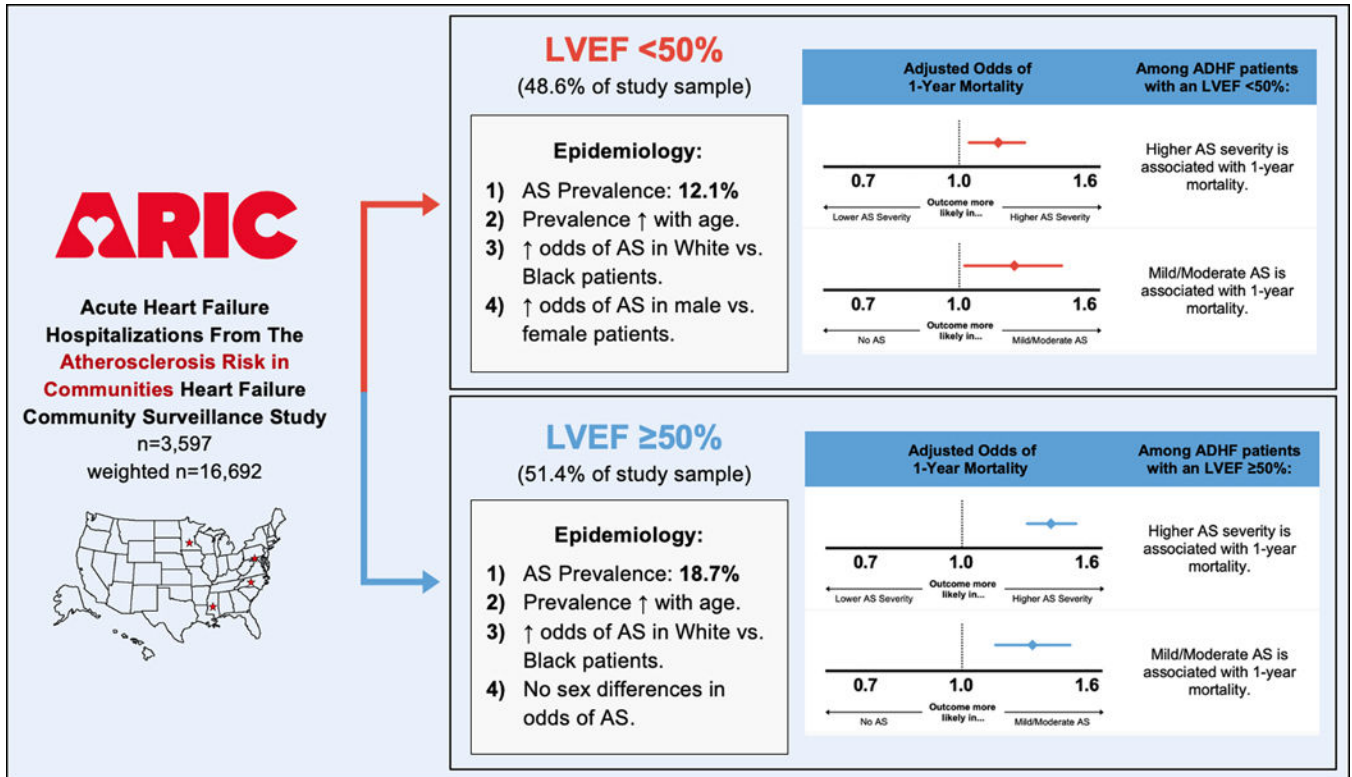 ARIC
Acute Heart Failure
Hospitalizations From The
Atherosclerosis Risk in
Communities Heart Failure
Community Surveillance Study
n=3,597
weighted n=16,692
LVEF <50%
(48.6% of study sample)
Epidemiology:
1) AS Prevalence: 12.1%
2) Prevalence ↑ with age.
3) ↑ odds of AS in White vs.
Black patients.
4) ↑ odds of AS in male vs.
female patients.
Adjusted Odds of
1-Year Mortality
Among ADHF patients
with an LVEF <50%:
0.7 1.0 1.6
Outcome more
likely in...
Lower AS Severity
Higher AS Severity
Higher AS severity is
associated with 1-year
mortality.
0.7 1.0 1.6
Outcome more
likely in...
No AS
Mild/Moderate AS
Mild/Moderate AS is
associated with 1-year
mortality.
LVEF ≥50%
(51.4% of study sample)
Epidemiology:
1) AS Prevalence: 18.7%
2) Prevalence ↑ with age.
3) ↑ odds of AS in White vs.
Black patients.
4) No sex differences in
odds of AS.
Adjusted Odds of
1-Year Mortality
Among ADHF patients
with an LVEF ≥50%:
0.7 1.0 1.6
Outcome more
likely in...
Lower AS Severity
Higher AS Severity
Higher AS severity is
associated with 1-year
mortality.
0.7 1.0 1.6
Outcome more
likely in...
No AS
Mild/Moderate AS
Mild/Moderate AS is
associated with 1-year
mortality.